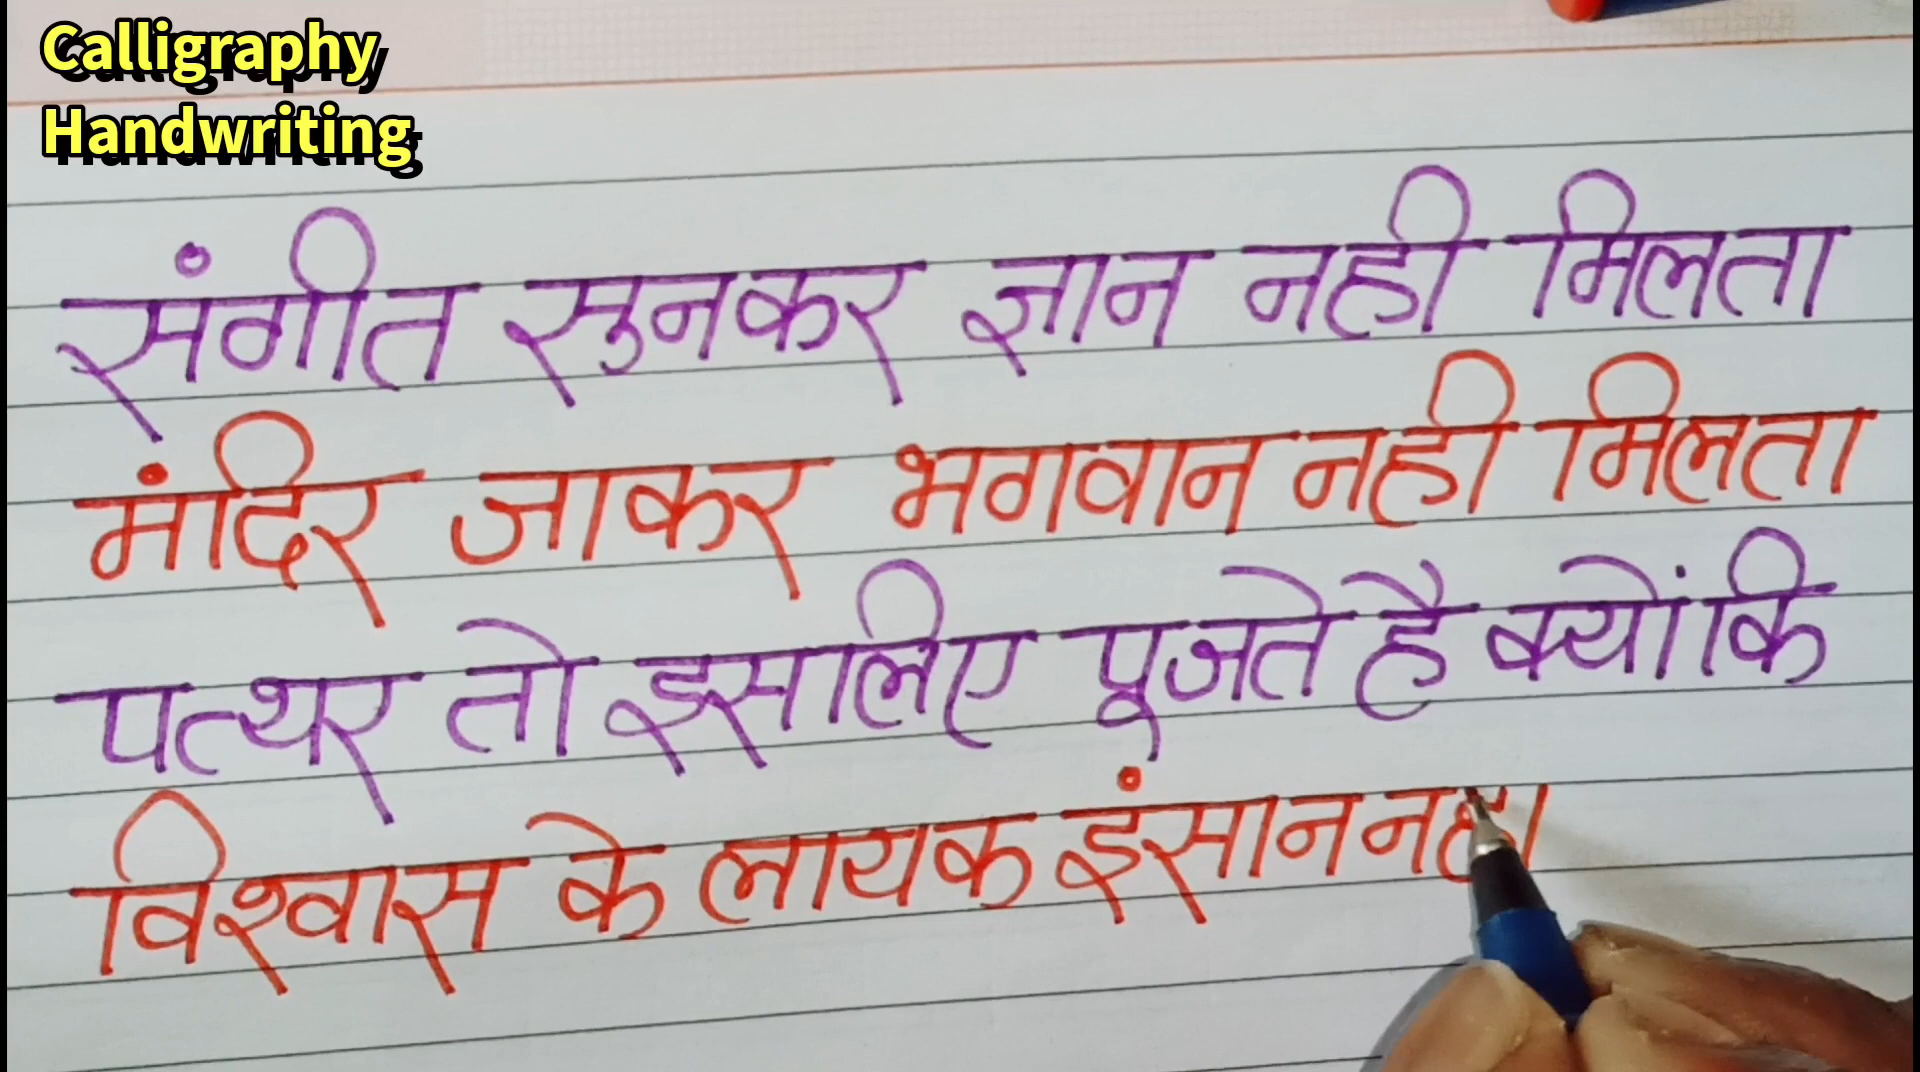 Calligraphy
Handwriting
संगीत सुनकर ज्ञान नही मिलता
मंदिर जाकर भगवान नही मिलता
पत्थर तो इसलिए पूजते है क्योंकि
विश्वास के लायक इंसान नहा